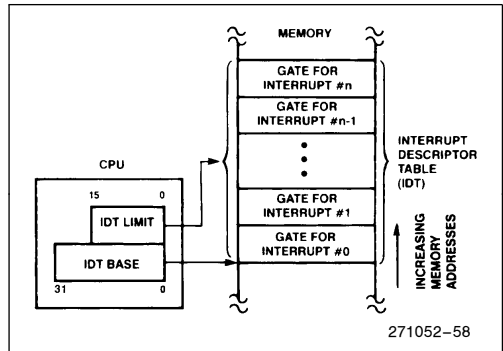 MEMORY
GATE FOR
INTERRUPT #n
GATE FOR
INTERRUPT #n-1
CPU
15 0
IDT LIMIT
IDT BASE
31 0
GATE FOR
INTERRUPT #1
GATE FOR
INTERRUPT #0
INTERRUPT
DESCRIPTOR
TABLE
(IDT)
INCREASING
MEMORY
ADDRESSES
271052–58